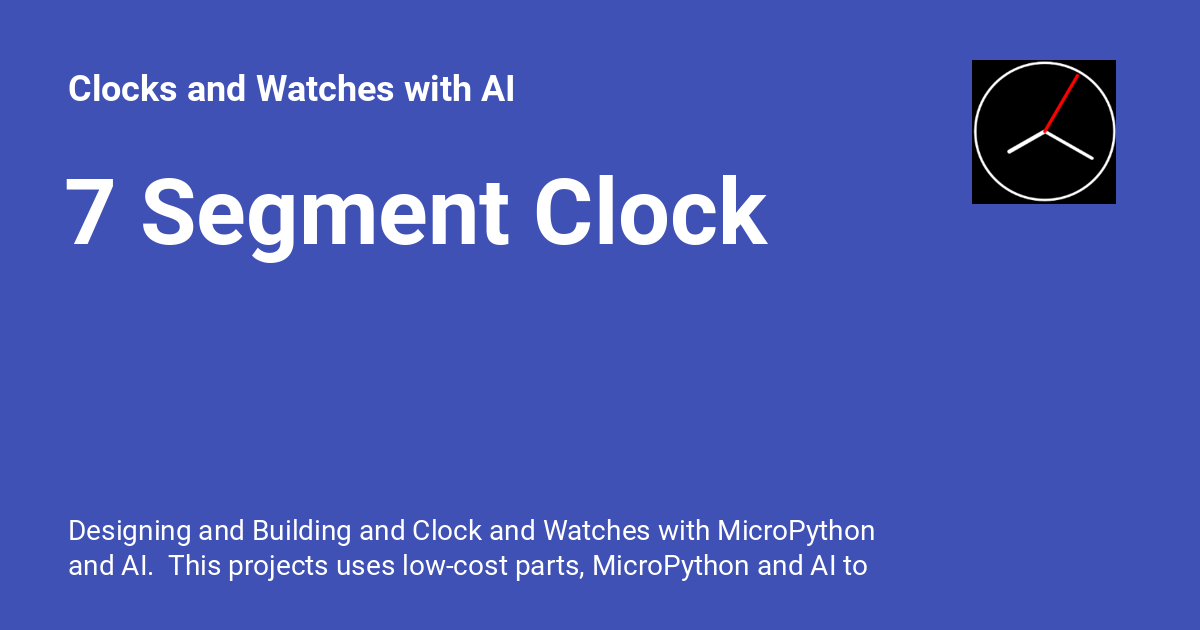 Clocks and Watches with AI
7 Segment Clock
Designing and Building and Clock and Watches with MicroPython
and AI.  This projects uses low-cost parts, MicroPython and AI to